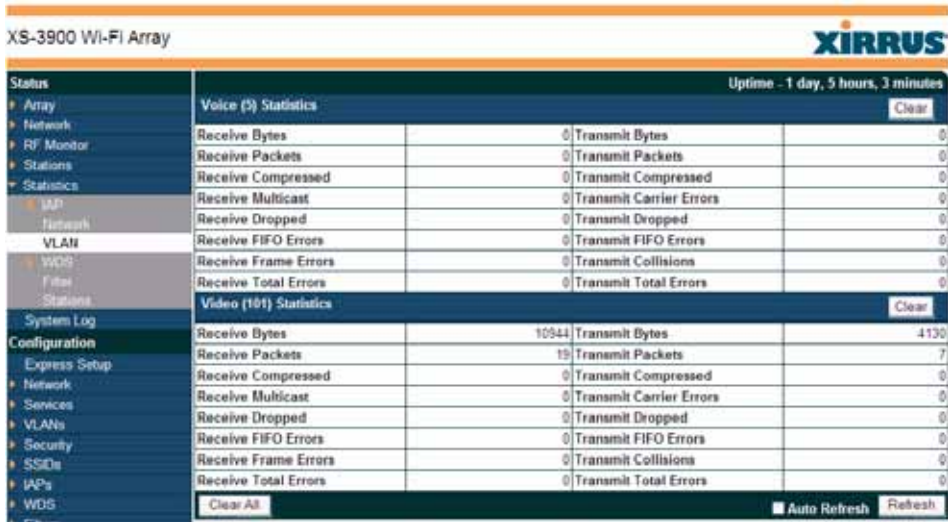 XS-3900 Wi-Fi Array
XIRRUS
Status
Uptime - 1 day, 5 hours, 3 minutes
Array
Network
RF Monitor
Stations
Statistics
IAP
Network
VLAN
WDS
Filter
Stations
System Log
Configuration
Express Setup
Network
Services
VLANs
Security
SSIDs
IAPs
WDS
Voice (5) Statistics
Clear
Receive Bytes 0 Transmit Bytes 0
Receive Packets 0 Transmit Packets 0
Receive Compressed 0 Transmit Compressed 0
Receive Multicast 0 Transmit Carrier Errors 0
Receive Dropped 0 Transmit Dropped 0
Receive FIFO Errors 0 Transmit FIFO Errors 0
Receive Frame Errors 0 Transmit Collisions 0
Receive Total Errors 0 Transmit Total Errors 0
Video (101) Statistics
Clear
Receive Bytes 10944 Transmit Bytes 4130
Receive Packets 19 Transmit Packets 7
Receive Compressed 0 Transmit Compressed 0
Receive Multicast 0 Transmit Carrier Errors 0
Receive Dropped 0 Transmit Dropped 0
Receive FIFO Errors 0 Transmit FIFO Errors 0
Receive Frame Errors 0 Transmit Collisions 0
Receive Total Errors 0 Transmit Total Errors 0
Clear All
Auto Refresh
Refresh